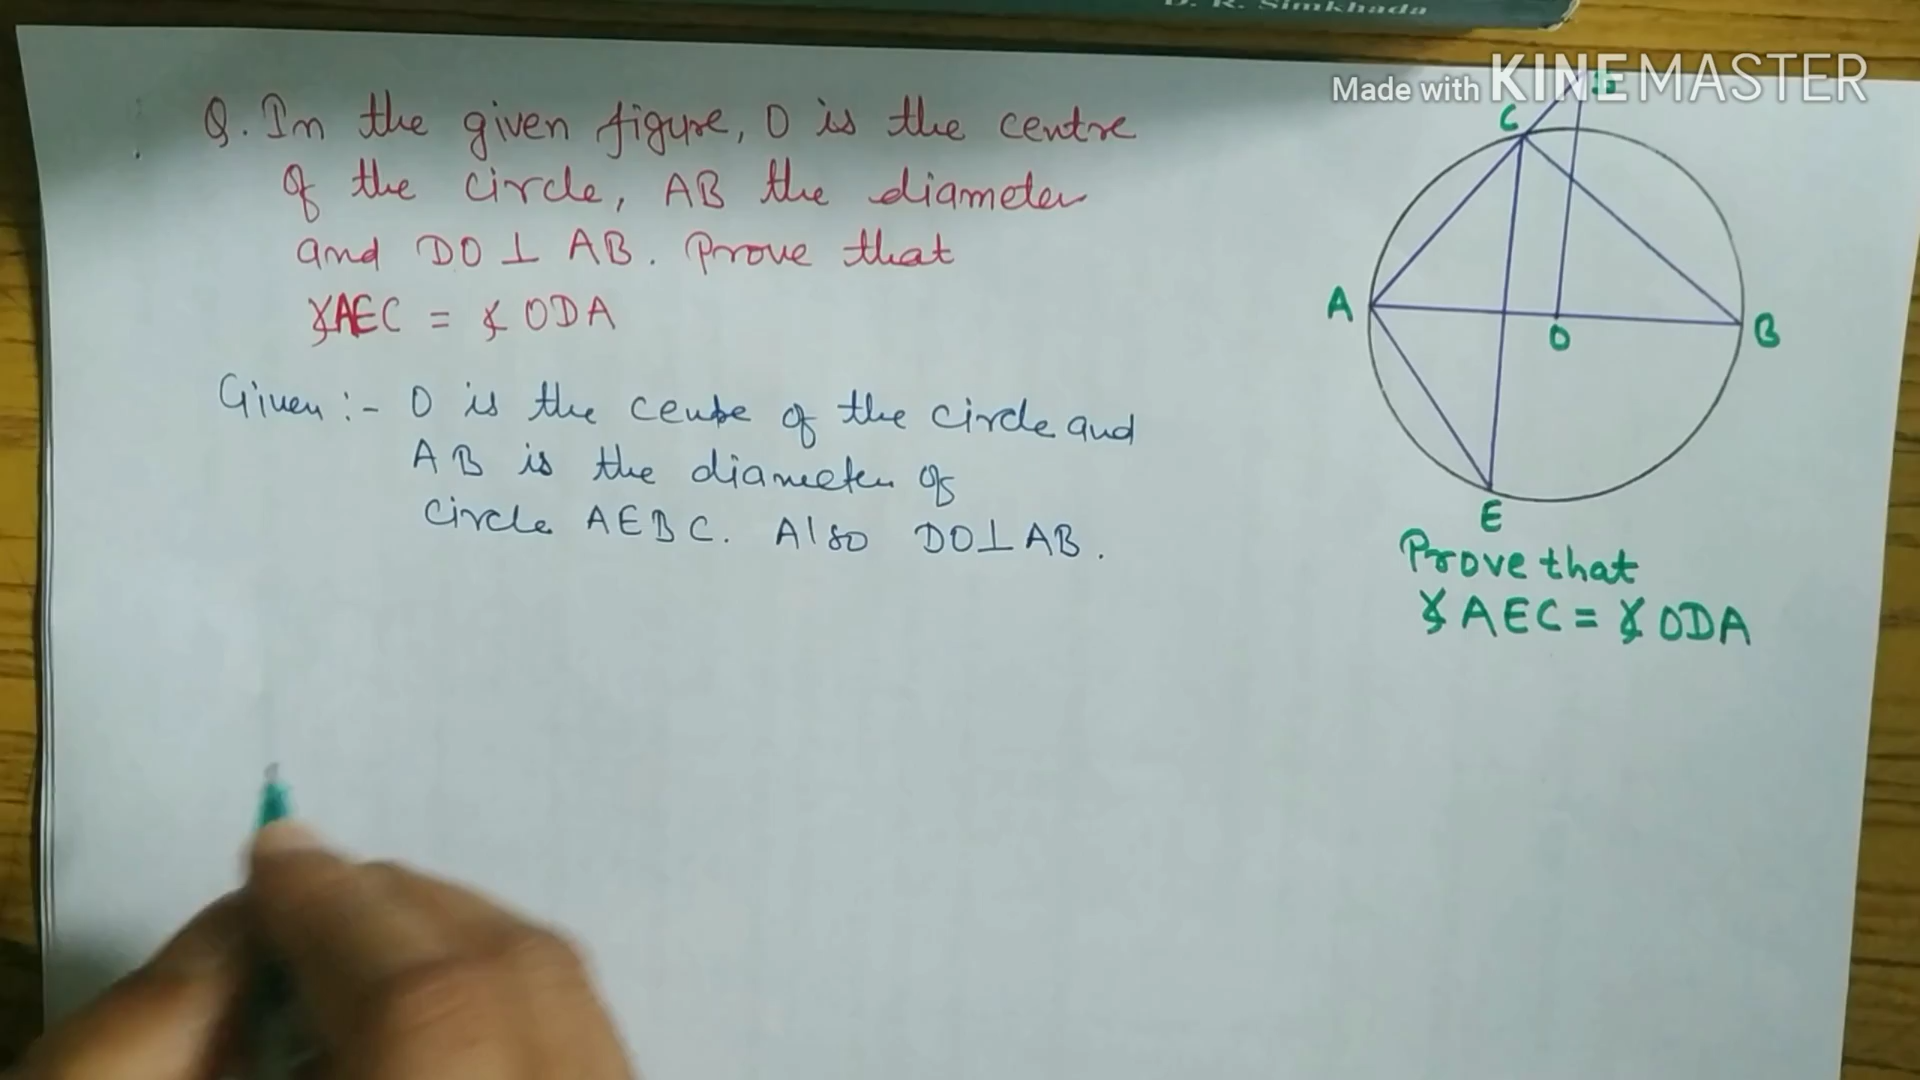 D. R. Simkhada
Made with KINEMASTER
Q. In the given figure, O is the centre
of the circle, AB the diameter
and DO ⊥ AB. Prove that
∡AEC = ∡ ODA
Given :- O is the centre of the circle and
AB is the diameter of
circle AEBC. Also DO⊥AB.
D
C
A
O
B
E
Prove that
∡ AEC = ∡ ODA